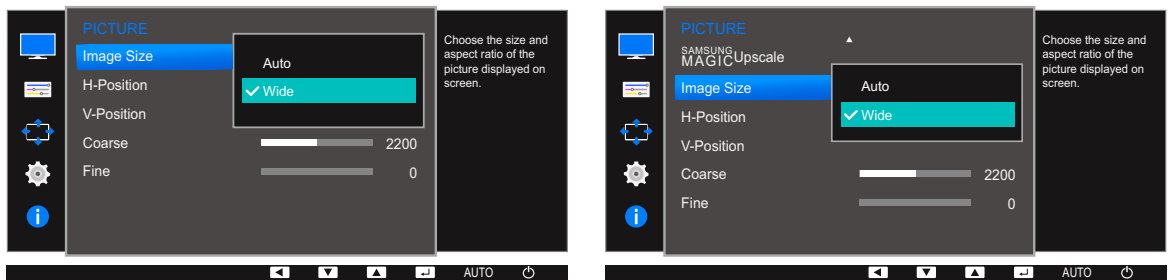 PICTURE
Image Size
H-Position
V-Position
Coarse
Fine
Auto
Wide
2200
0
Choose the size and
aspect ratio of the
picture displayed on
screen.
AUTO
PICTURE
SAMSUNG
MAGICUpscale
Image Size
H-Position
V-Position
Coarse
Fine
Auto
Wide
2200
0
Choose the size and
aspect ratio of the
picture displayed on
screen.
AUTO